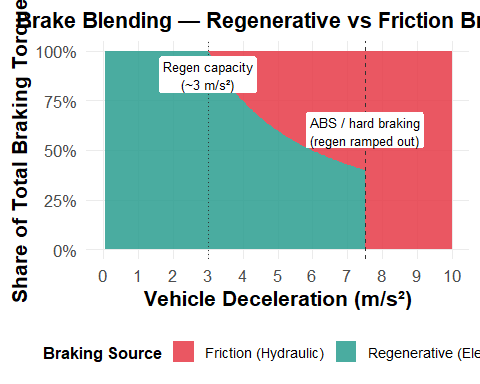 Brake Blending — Regenerative vs Friction Br
Share of Total Braking Torque
100%
75%
50%
25%
0%
Regen capacity
(~3 m/s²)
ABS / hard braking
(regen ramped out)
0 1 2 3 4 5 6 7 8 9 10
Vehicle Deceleration (m/s²)
Braking Source
Friction (Hydraulic)
Regenerative (Ele